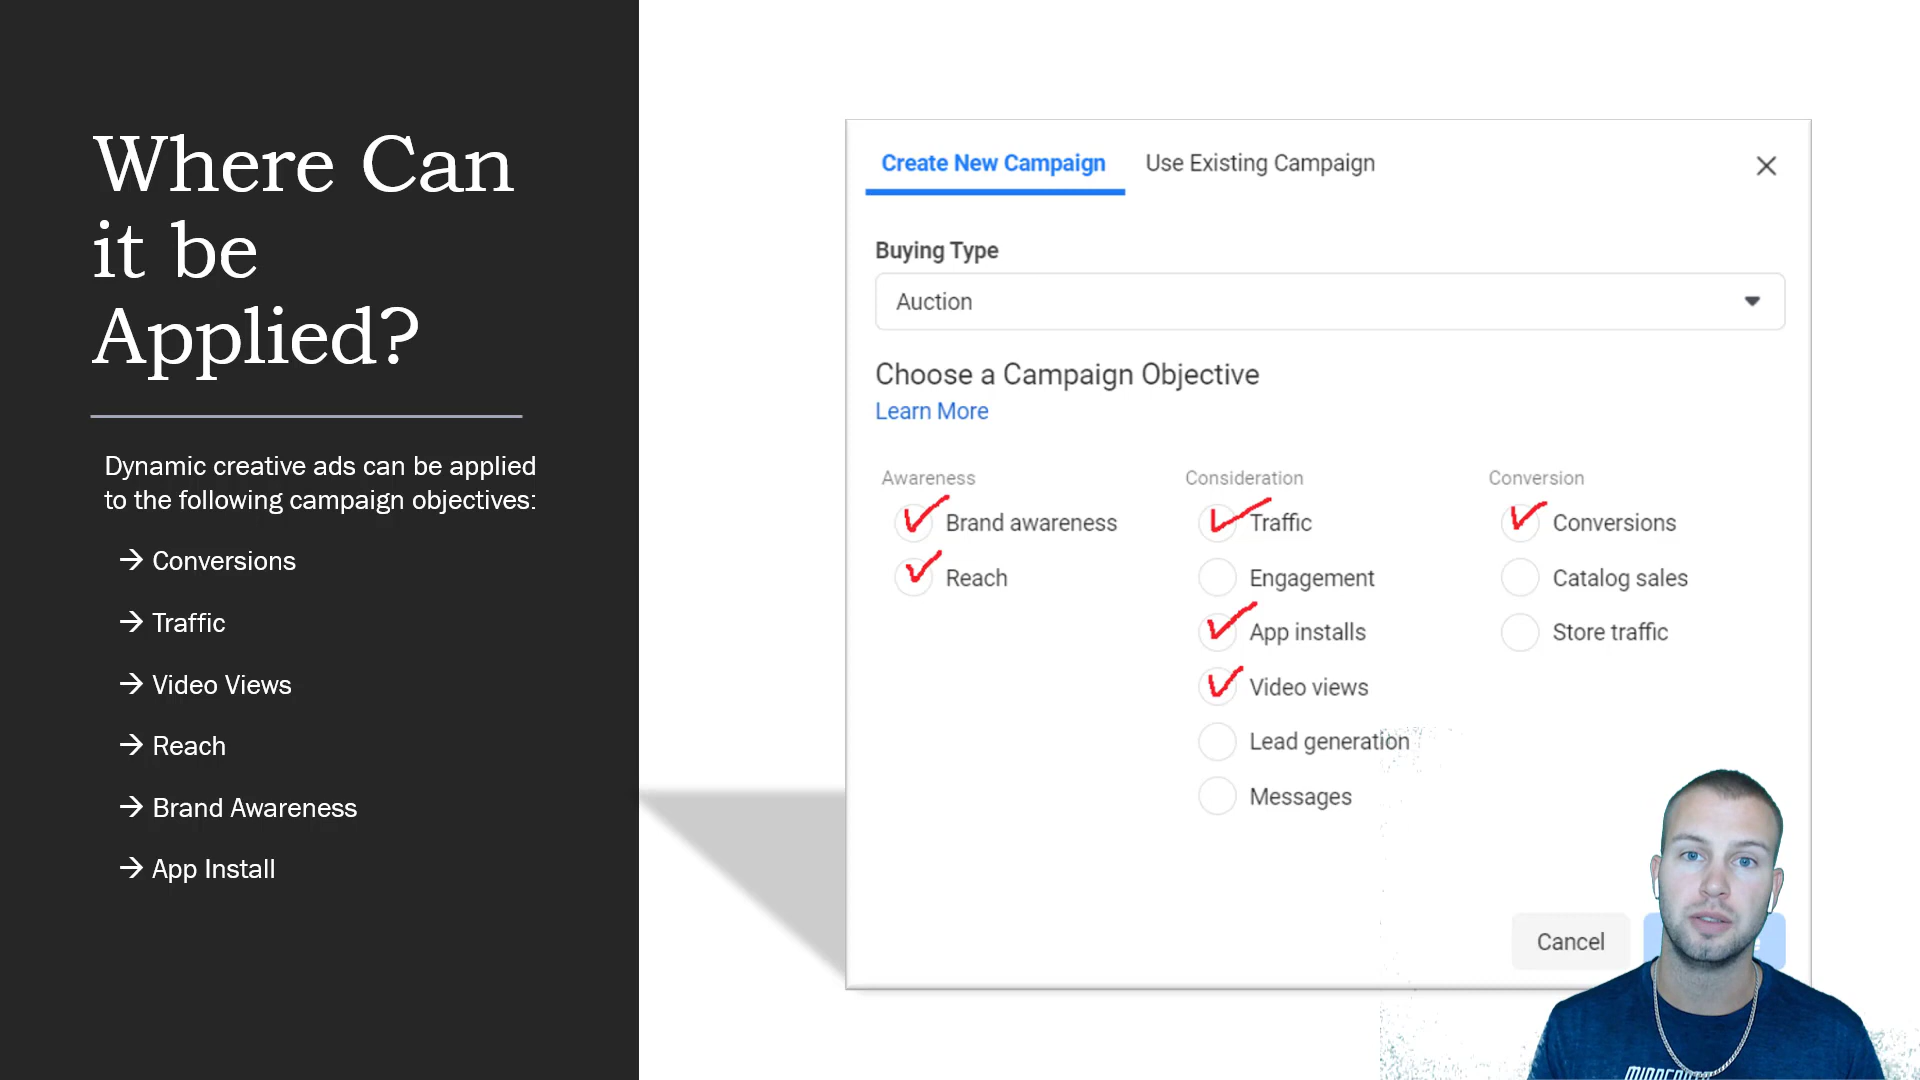 Where Can
it be
Applied?
Dynamic creative ads can be applied
to the following campaign objectives:
→ Conversions
→ Traffic
→ Video Views
→ Reach
→ Brand Awareness
→ App Install
Create New Campaign
Use Existing Campaign
Buying Type
Auction
Choose a Campaign Objective
Learn More
Awareness
Brand awareness
Reach
Consideration
Traffic
Engagement
App installs
Video views
Lead generation
Messages
Conversion
Conversions
Catalog sales
Store traffic
Cancel